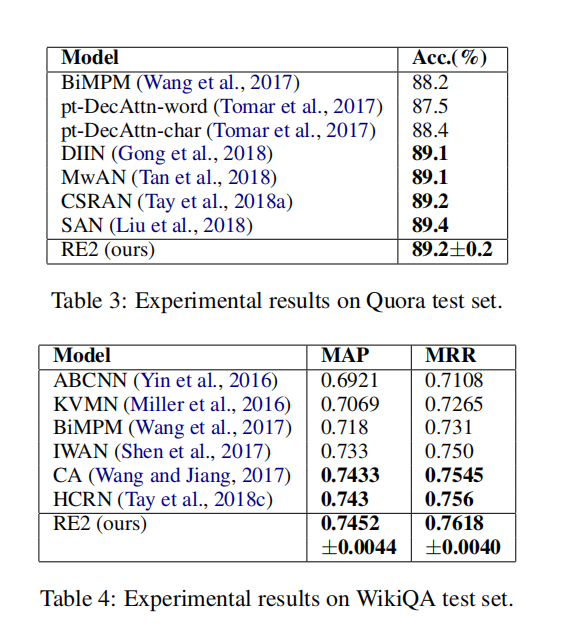 Model Acc.(%)
BiMPM (Wang et al., 2017) 88.2
pt-DecAttn-word (Tomar et al., 2017) 87.5
pt-DecAttn-char (Tomar et al., 2017) 88.4
DIIN (Gong et al., 2018) 89.1
MwAN (Tan et al., 2018) 89.1
CSRAN (Tay et al., 2018a) 89.2
SAN (Liu et al., 2018) 89.4
RE2 (ours) 89.2±0.2
Table 3: Experimental results on Quora test set.
Model MAP MRR
ABCNN (Yin et al., 2016) 0.6921 0.7108
KVMN (Miller et al., 2016) 0.7069 0.7265
BiMPM (Wang et al., 2017) 0.718 0.731
IWAN (Shen et al., 2017) 0.733 0.750
CA (Wang and Jiang, 2017) 0.7433 0.7545
HCRN (Tay et al., 2018c) 0.743 0.756
RE2 (ours) 0.7452 0.7618
±0.0044 ±0.0040
Table 4: Experimental results on WikiQA test set.